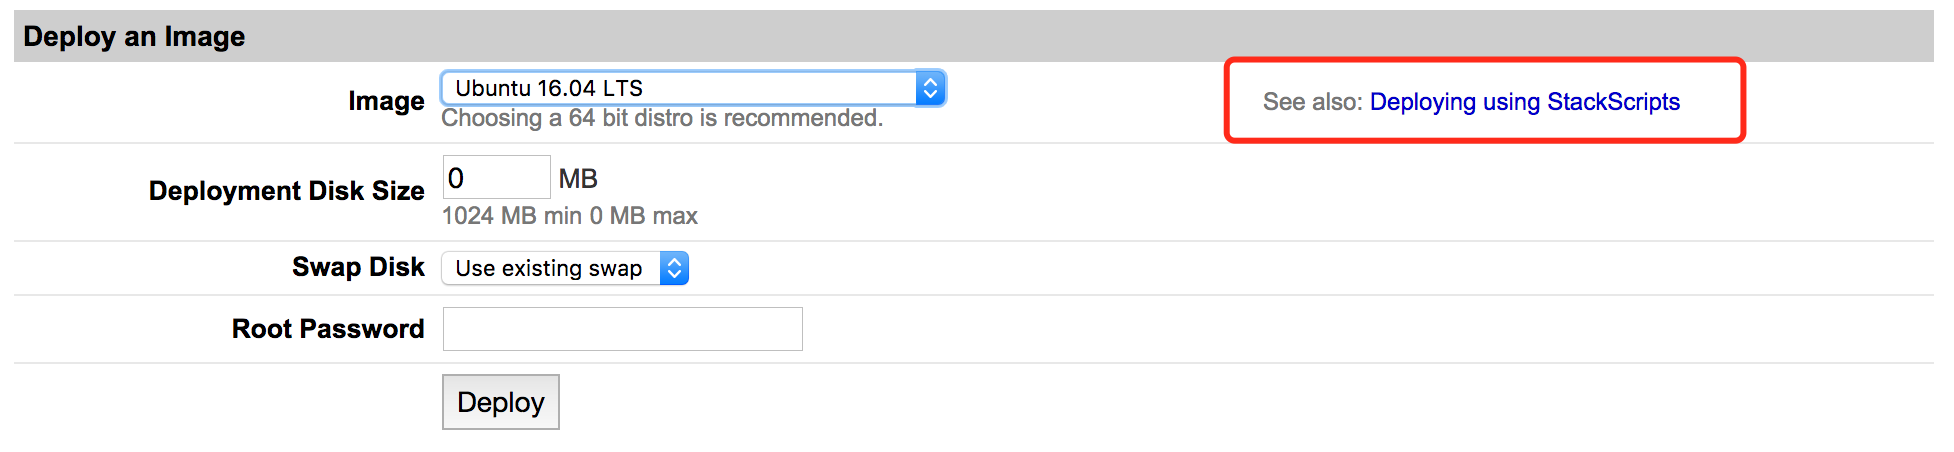 Deploy an Image
Image
Ubuntu 16.04 LTS
See also: Deploying using StackScripts
Choosing a 64 bit distro is recommended.
Deployment Disk Size
0 MB
1024 MB min 0 MB max
Swap Disk
Use existing swap
Root Password
Deploy